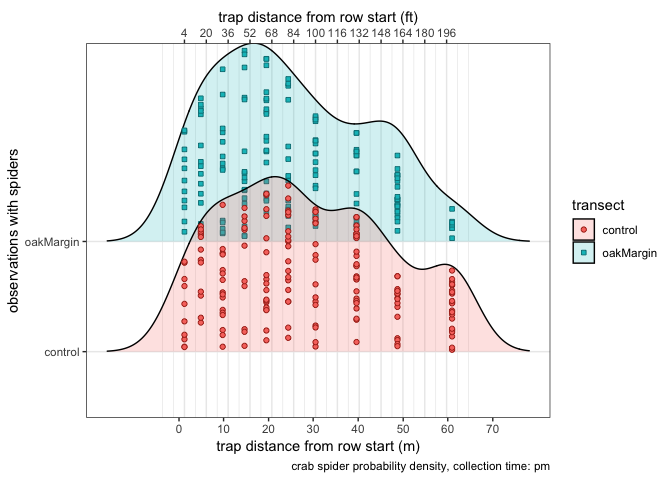 trap distance from row start (ft)
4 20 36 52 68 84 100 116 132 148 164 180 196
observations with spiders
oakMargin
control
transect
control
oakMargin
0 10 20 30 40 50 60 70
trap distance from row start (m)
crab spider probability density, collection time: pm